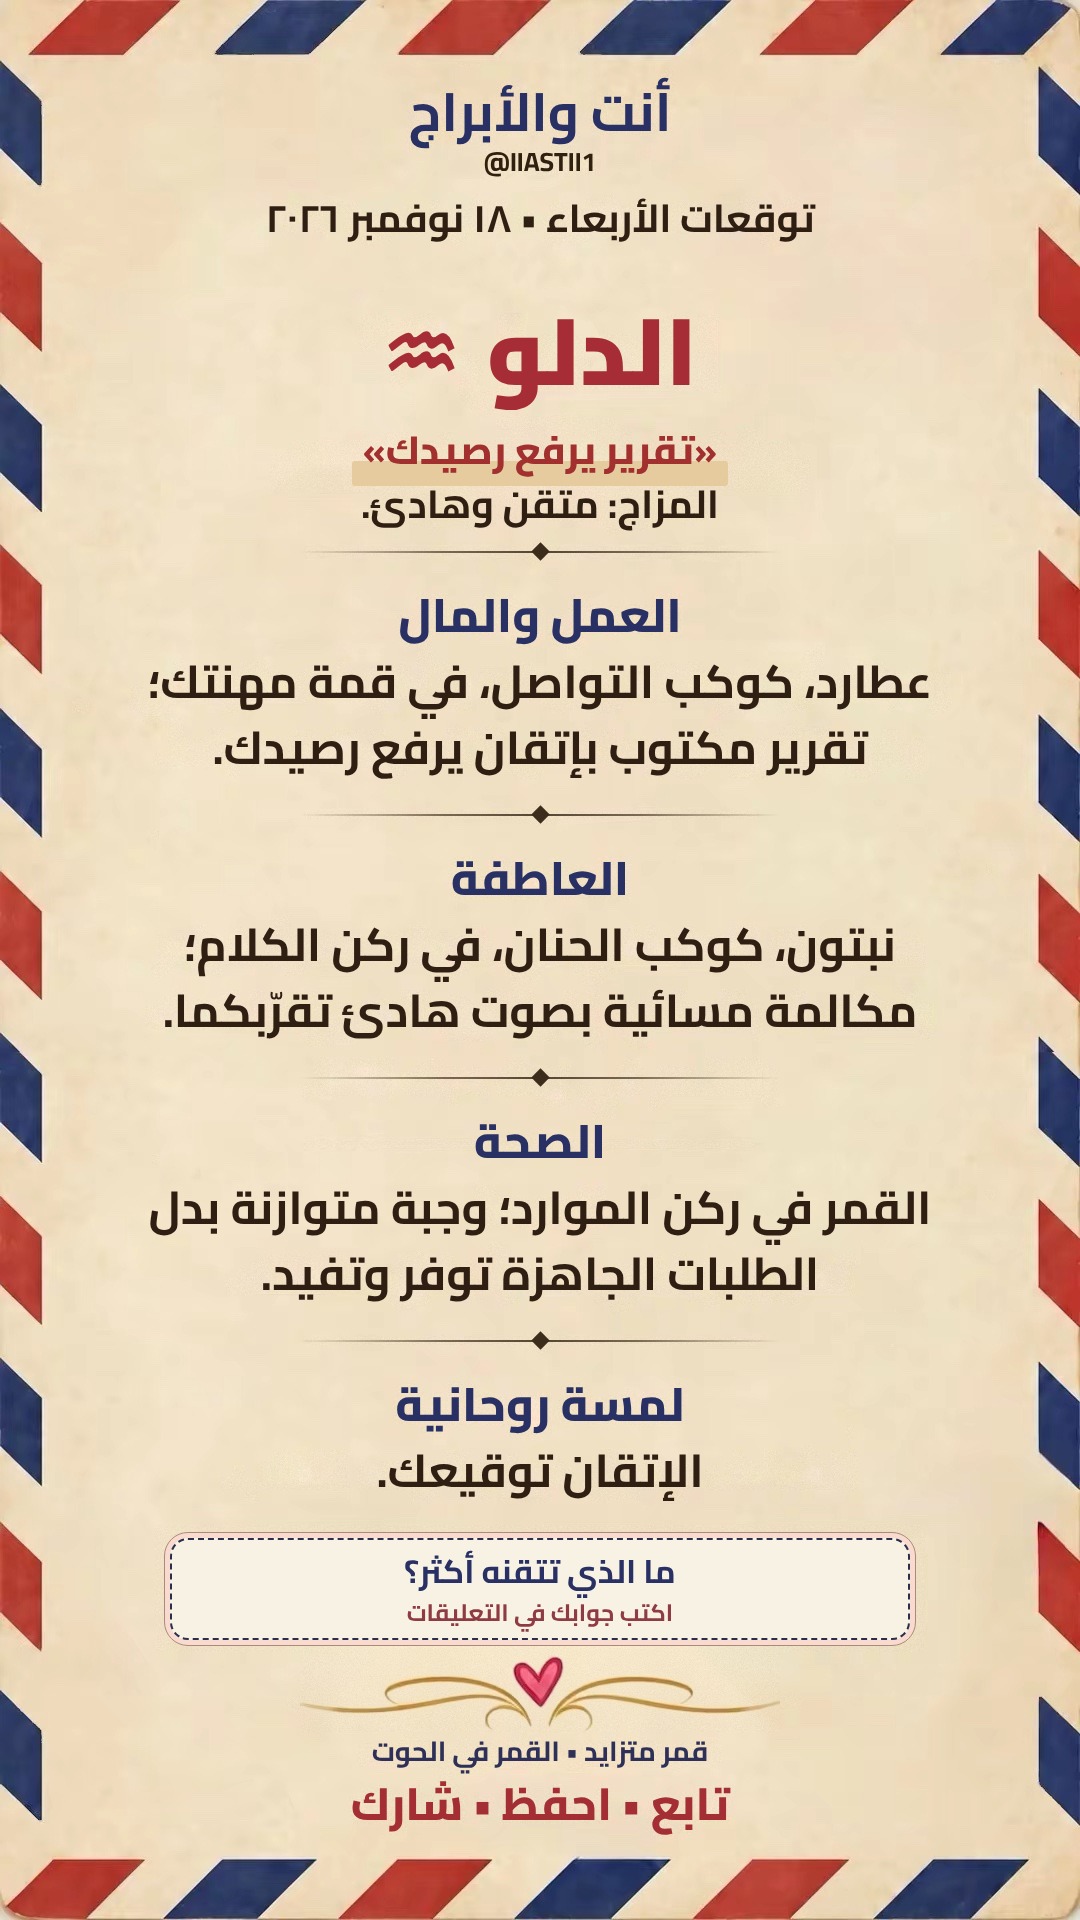 أنت والأبراج
@IIASTII1
توقعات الأربعاء ▪ ١٨ نوفمبر ٢٠٢٦
الدلو ♒
«تقرير يرفع رصيدك»
المزاج: متقن وهادئ.
العمل والمال
عطارد، كوكب التواصل، في قمة مهنتك؛
تقرير مكتوب بإتقان يرفع رصيدك.
العاطفة
نبتون، كوكب الحنان، في ركن الكلام؛
مكالمة مسائية بصوت هادئ تقرّبكما.
الصحة
القمر في ركن الموارد؛ وجبة متوازنة بدل
الطلبات الجاهزة توفر وتفيد.
لمسة روحانية
الإتقان توقيعك.
ما الذي تتقنه أكثر؟
اكتب جوابك في التعليقات
قمر متزايد ▪ القمر في الحوت
تابع ▪ احفظ ▪ شارك